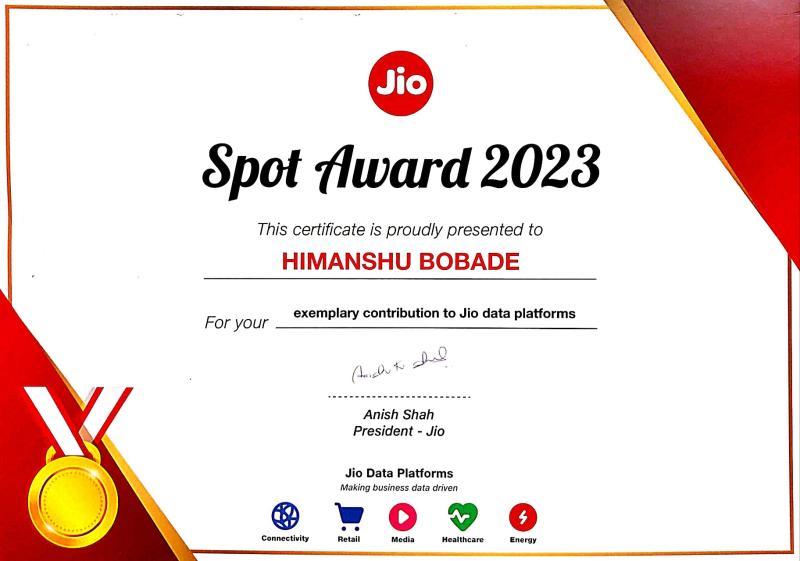 Jio
Spot Award 2023
This certificate is proudly presented to
HIMANSHU BOBADE
For your exemplary contribution to Jio data platforms
Anish K Shah
Anish Shah
President - Jio
Jio Data Platforms
Making business data driven
Connectivity Retail Media Healthcare Energy